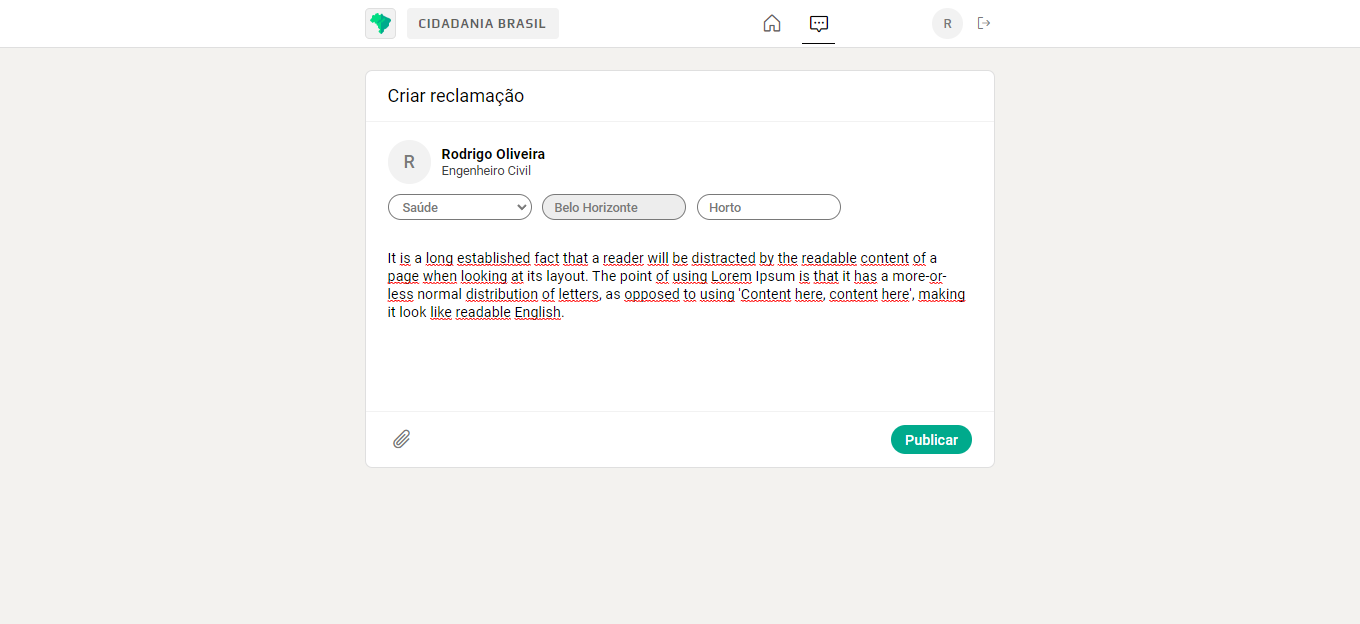 CIDADANIA BRASIL
R
Criar reclamação
R
Rodrigo Oliveira
Engenheiro Civil
Saúde
Belo Horizonte
Horto
It is a long established fact that a reader will be distracted by the readable content of a
page when looking at its layout. The point of using Lorem Ipsum is that it has a more-or-
less normal distribution of letters, as opposed to using 'Content here, content here', making
it look like readable English.
Publicar